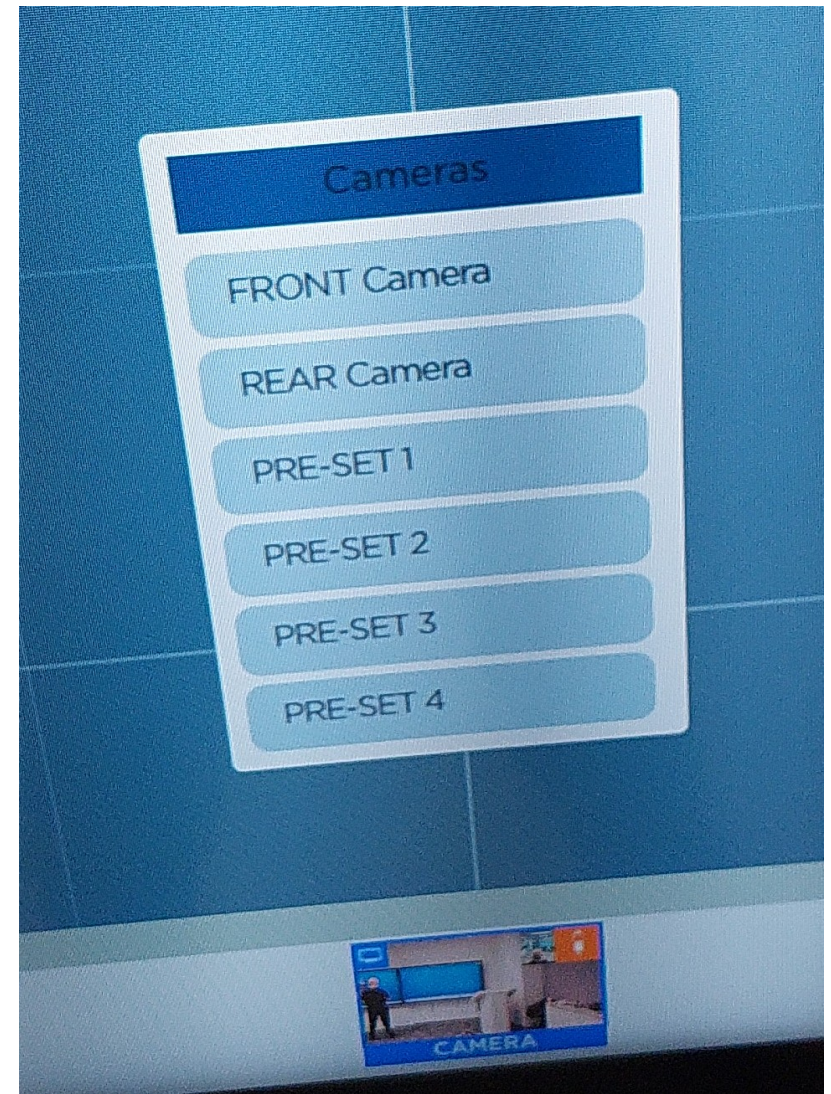 Cameras
FRONT Camera
REAR Camera
PRE-SET 1
PRE-SET 2
PRE-SET 3
PRE-SET 4
CAMERA